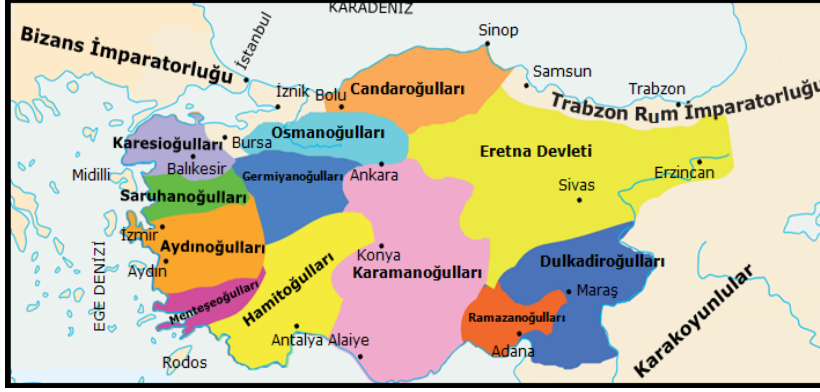 KARADENİZ
Bizans İmparatorluğu
İstanbul
Sinop
Samsun
Trabzon
Trabzon Rum İmparatorluğu
İznik
Bolu
Candaroğulları
Osmanoğulları
Karesioğulları
Bursa
Balıkesir
Midilli
Germiyanoğulları
Ankara
Eretna Devleti
Erzincan
Sivas
Saruhanoğulları
İzmir
Aydınoğulları
Aydın
EGE DENİZİ
Menteşeoğulları
Hamitoğulları
Konya
Karamanoğulları
Dulkadiroğulları
Maraş
Ramazanoğulları
Adana
Karakoyunlular
Antalya
Alaiye
Rodos